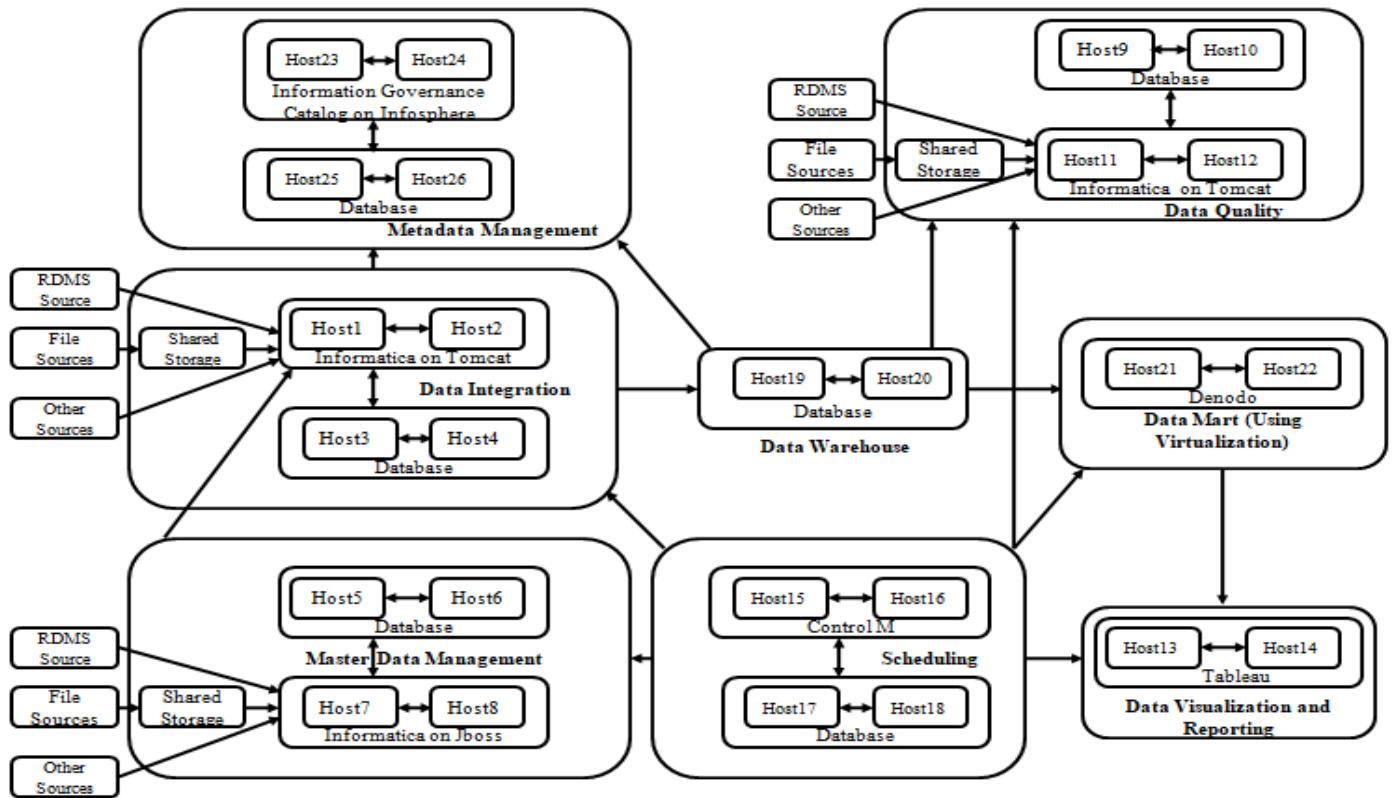 Host23
Host24
Information Governance
Catalog on Infosphere
Host25
Host26
Database
Metadata Management
Host9
Host10
Database
RDMS
Source
File
Sources
Shared
Storage
Other
Sources
Host11
Host12
Informatica on Tomcat
Data Quality
RDMS
Source
File
Sources
Shared
Storage
Other
Sources
Host1
Host2
Informatica on Tomcat
Data Integration
Host3
Host4
Database
Host19
Host20
Database
Data Warehouse
Host21
Host22
Denodo
Data Mart (Using
Virtualization)
Host5
Host6
Database
Master Data Management
RDMS
Source
File
Sources
Shared
Storage
Other
Sources
Host7
Host8
Informatica on Jboss
Host15
Host16
Control M
Scheduling
Host17
Host18
Database
Host13
Host14
Tableau
Data Visualization and
Reporting